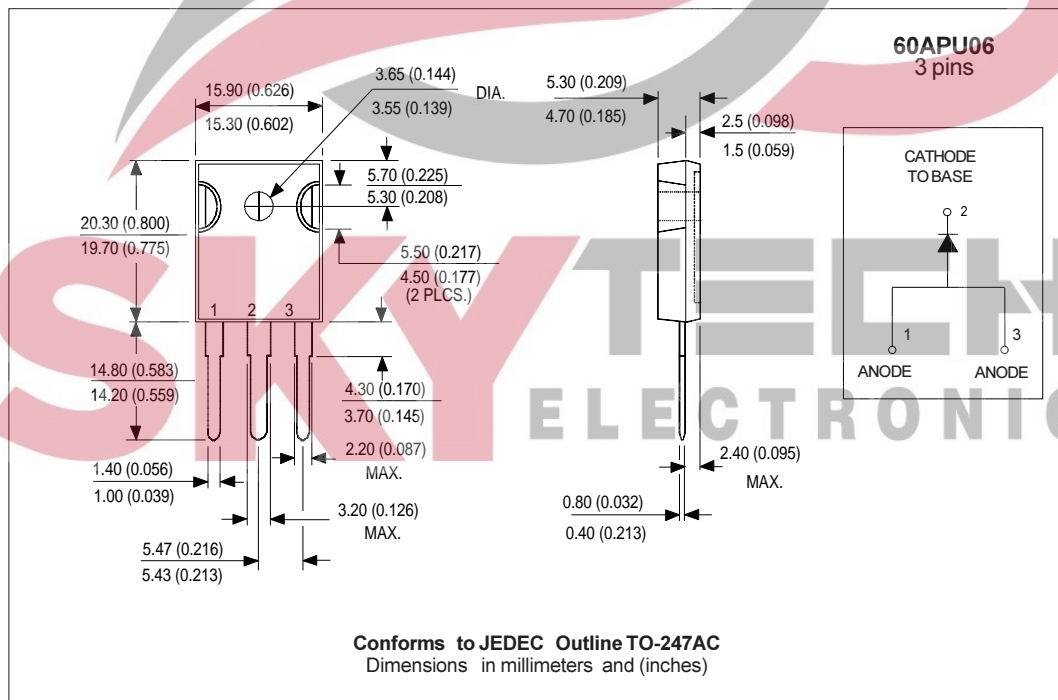 60APU06
3 pins
15.90 (0.626)
15.30 (0.602)
3.65 (0.144)
3.55 (0.139)
DIA.
5.30 (0.209)
4.70 (0.185)
2.5 (0.098)
1.5 (0.059)
5.70 (0.225)
5.30 (0.208)
20.30 (0.800)
19.70 (0.775)
5.50 (0.217)
4.50 (0.177)
(2 PLCS.)
1 2 3
CATHODE
TO BASE
2
1
3
ANODE
ANODE
14.80 (0.583)
14.20 (0.559)
4.30 (0.170)
3.70 (0.145)
2.20 (0.087)
MAX.
1.40 (0.056)
1.00 (0.039)
3.20 (0.126)
MAX.
5.47 (0.216)
5.43 (0.213)
2.40 (0.095)
MAX.
0.80 (0.032)
0.40 (0.213)
SKYTECH
ELECTRONIC
Conforms to JEDEC Outline TO-247AC
Dimensions in millimeters and (inches)